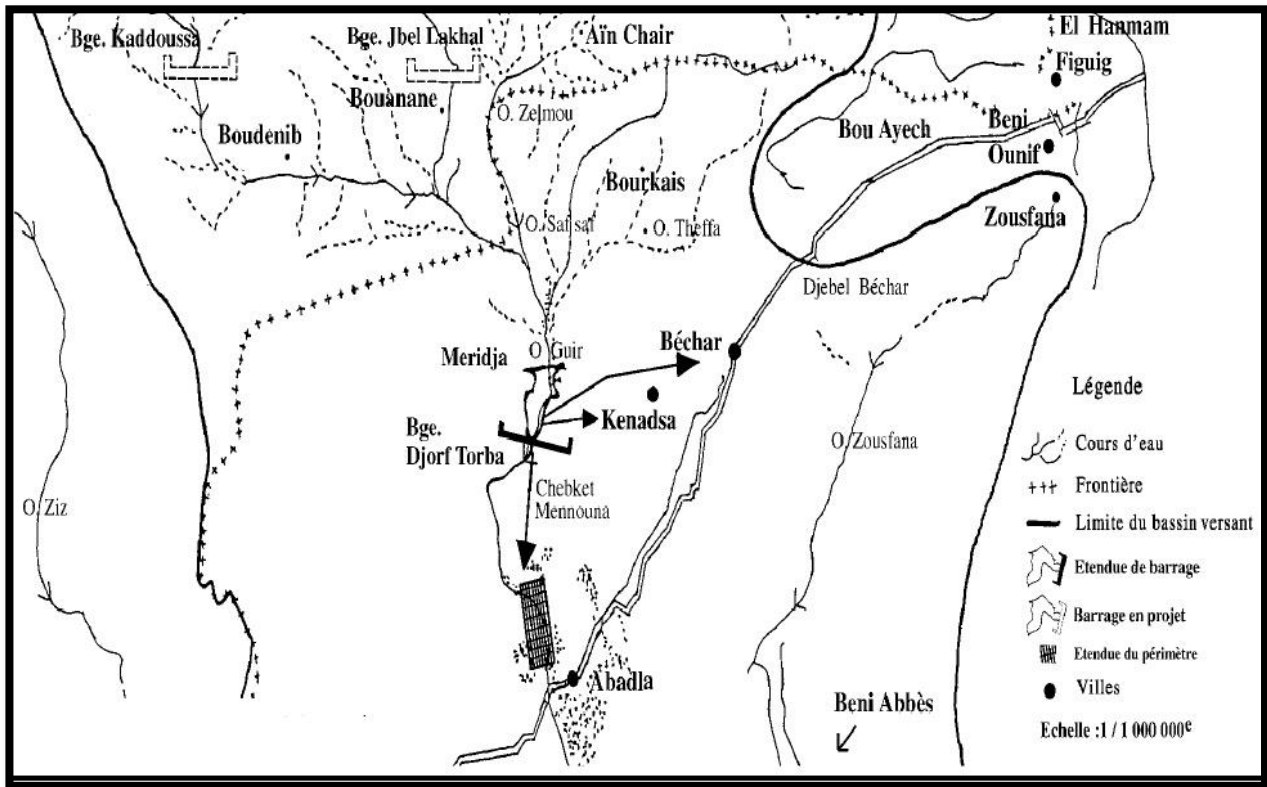 El Hanmam
Bge. Kaddoussa
Bge. Jbel Lakhal
Aïn Chair
Figuig
Bouanane
O. Zelmou
Beni
Ounif
Bou Ayech
Boudenib
Bourkais
Zousfana
O. Saf saf
O. Theffa
Djebel Béchar
Béchar
Meridja
O Guir
Kenadsa
Bge.
Djorf Torba
O. Zousfana
Chebket
Mennouna
O. Ziz
Abadla
Beni Abbès
Légende
Cours d'eau
+++ Frontière
Limite du bassin versant
Etendue de barrage
Barrage en projet
Etendue du périmètre
Villes
Echelle :1 / 1 000 000e